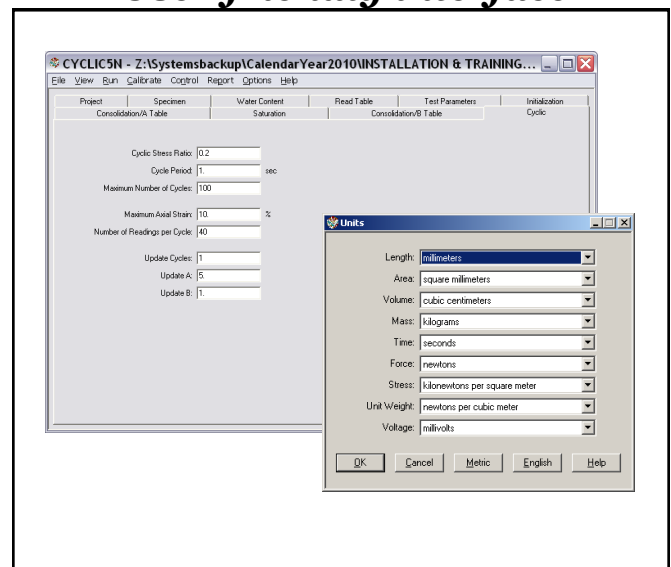 CYCLIC5N - Z:\Systemsbackup\CalendarYear2010\INSTALLATION & TRAINING...
File View Run Calibrate Control Report Options Help
Project Specimen Water Content Read Table Test Parameters Initialization
Consolidation/A Table Saturation Consolidation/B Table Cyclic
Cyclic Stress Ratio: 0.2
Cycle Period: 1. sec
Maximum Number of Cycles: 100
Maximum Axial Strain: 10. %
Number of Readings per Cycle: 40
Update Cycles: 1
Update A: 5.
Update B: 1.
Units
Length: millimeters
Area: square millimeters
Volume: cubic centimeters
Mass: kilograms
Time: seconds
Force: newtons
Stress: kilonewtons per square meter
Unit Weight: newtons per cubic meter
Voltage: millivolts
OK Cancel Metric English Help